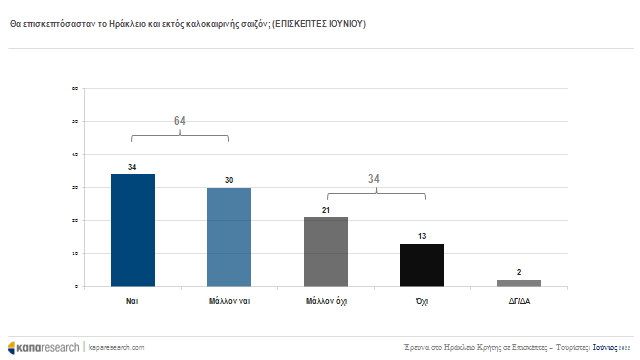 Θα επισκεπτόσασταν το Ηράκλειο και εκτός καλοκαιρινής σαιζόν; (ΕΠΙΣΚΕΠΤΕΣ ΙΟΥΝΙΟΥ)
64
34
34
30
21
13
2
Ναι
Μάλλον ναι
Μάλλον όχι
Όχι
ΔΓ/ΔΑ
καπαresearch
kaparesearch.com
Έρευνα στο Ηράκλειο Κρήτης σε Επισκέπτες – Τουρίστες: Ιούνιος